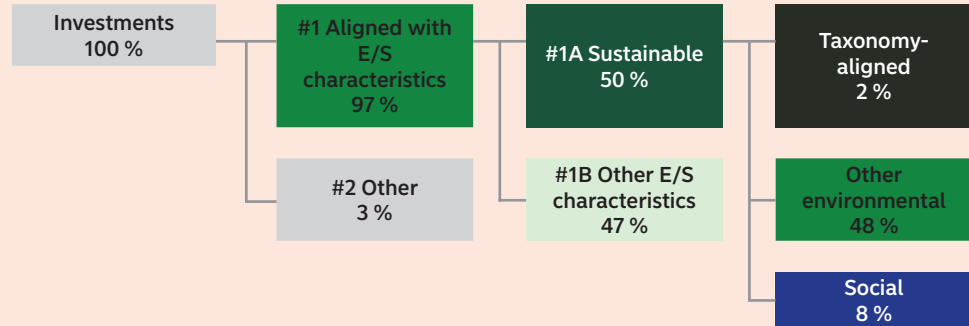 Investments
100 %
#1 Aligned with
E/S
characteristics
97 %
#2 Other
3 %
#1A Sustainable
50 %
#1B Other E/S
characteristics
47 %
Taxonomy-
aligned
2 %
Other
environmental
48 %
Social
8 %